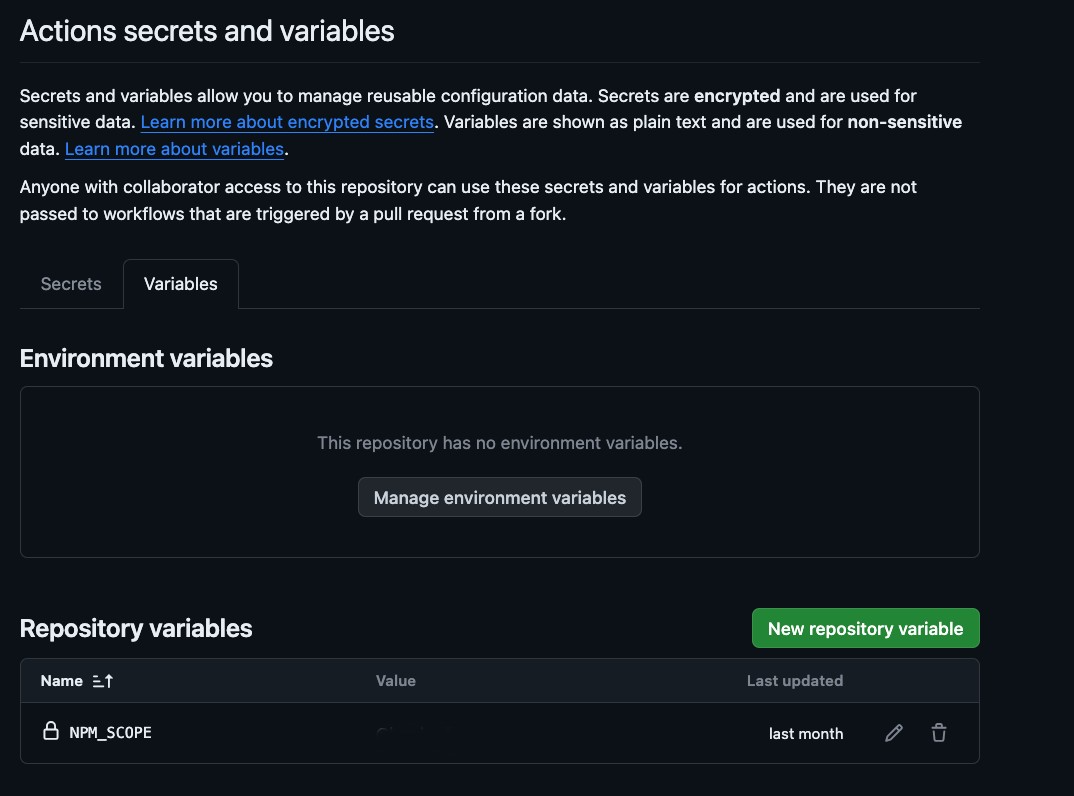 Actions secrets and variables
Secrets and variables allow you to manage reusable configuration data. Secrets are encrypted and are used for
sensitive data. Learn more about encrypted secrets. Variables are shown as plain text and are used for non-sensitive
data. Learn more about variables.
Anyone with collaborator access to this repository can use these secrets and variables for actions. They are not
passed to workflows that are triggered by a pull request from a fork.
Secrets Variables
Environment variables
This repository has no environment variables.
Manage environment variables
Repository variables New repository variable
Name Value Last updated
NPM_SCOPE last month